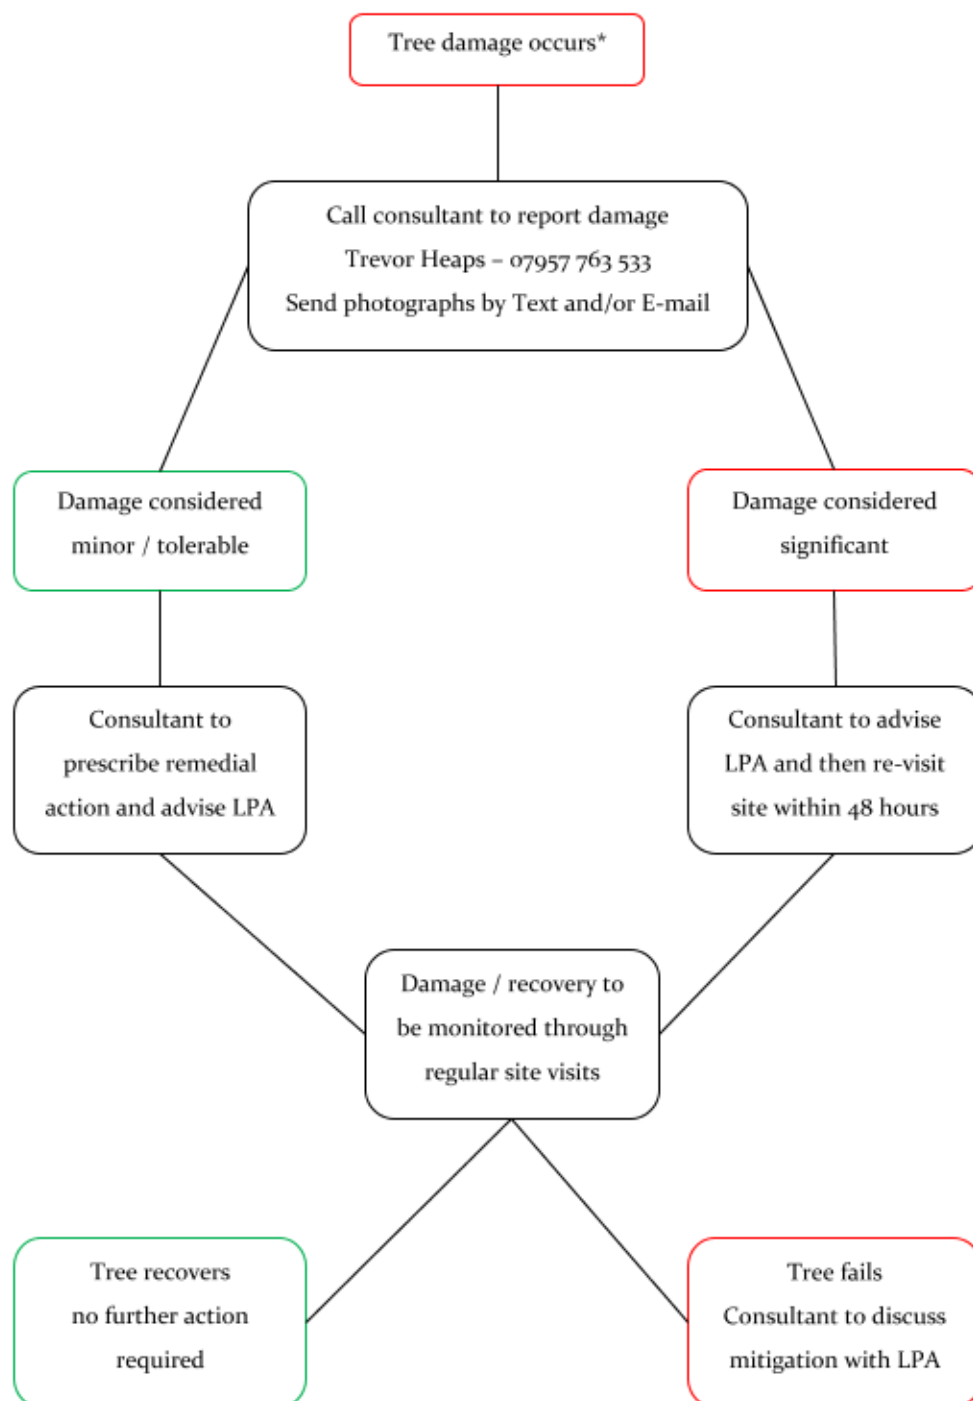 Tree damage occurs*
Call consultant to report damage
Trevor Heaps – 07957 763 533
Send photographs by Text and/or E-mail
Damage considered
minor / tolerable
Damage considered
significant
Consultant to
prescribe remedial
action and advise LPA
Consultant to advise
LPA and then re-visit
site within 48 hours
Damage / recovery to
be monitored through
regular site visits
Tree recovers
no further action
required
Tree fails
Consultant to discuss
mitigation with LPA